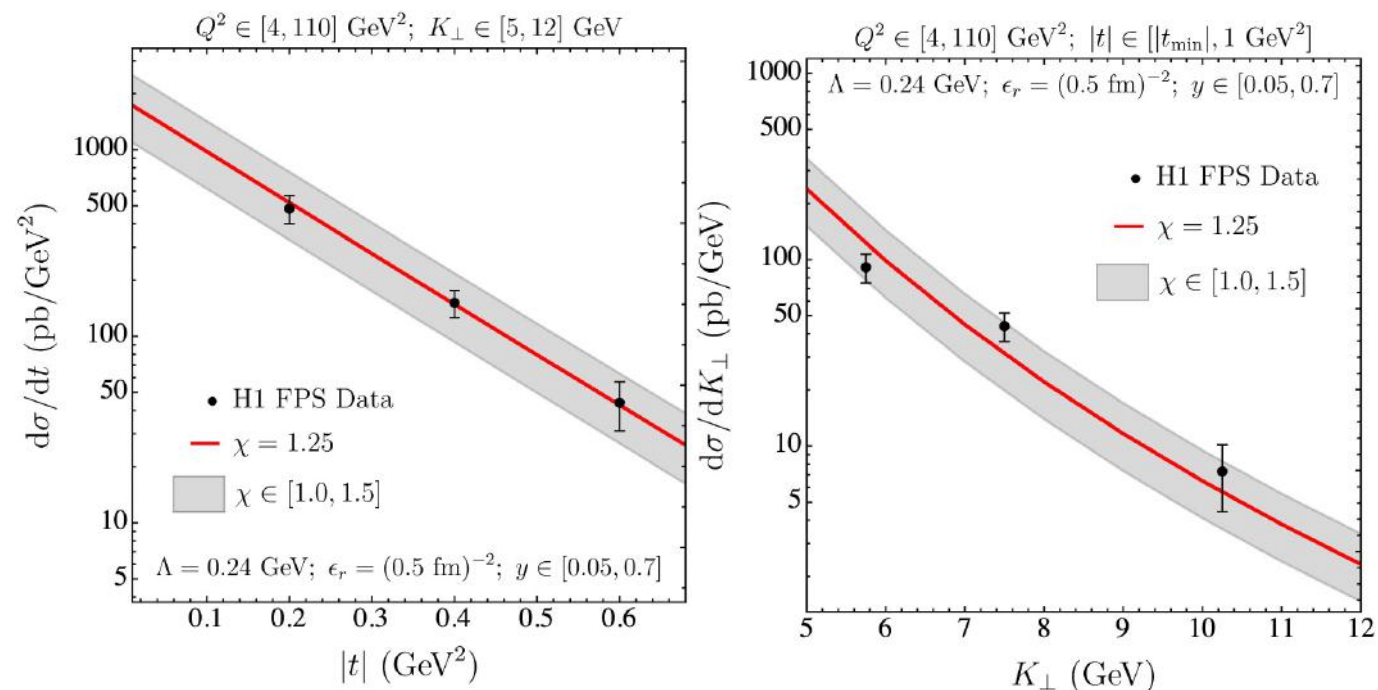 Q² ∈ [4, 110] GeV²; K⊥ ∈ [5, 12] GeV
dσ/dt (pb/GeV²)
1000
500
100
50
10
5
H1 FPS Data
χ = 1.25
χ ∈ [1.0, 1.5]
Λ = 0.24 GeV; ϵr = (0.5 fm)⁻²; y ∈ [0.05, 0.7]
0.1 0.2 0.3 0.4 0.5 0.6
|t| (GeV²)
Q² ∈ [4, 110] GeV²; |t| ∈ [|tmin|, 1 GeV²]
Λ = 0.24 GeV; ϵr = (0.5 fm)⁻²; y ∈ [0.05, 0.7]
dσ/dK⊥ (pb/GeV)
1000
500
100
50
10
5
H1 FPS Data
χ = 1.25
χ ∈ [1.0, 1.5]
5 6 7 8 9 10 11 12
K⊥ (GeV)